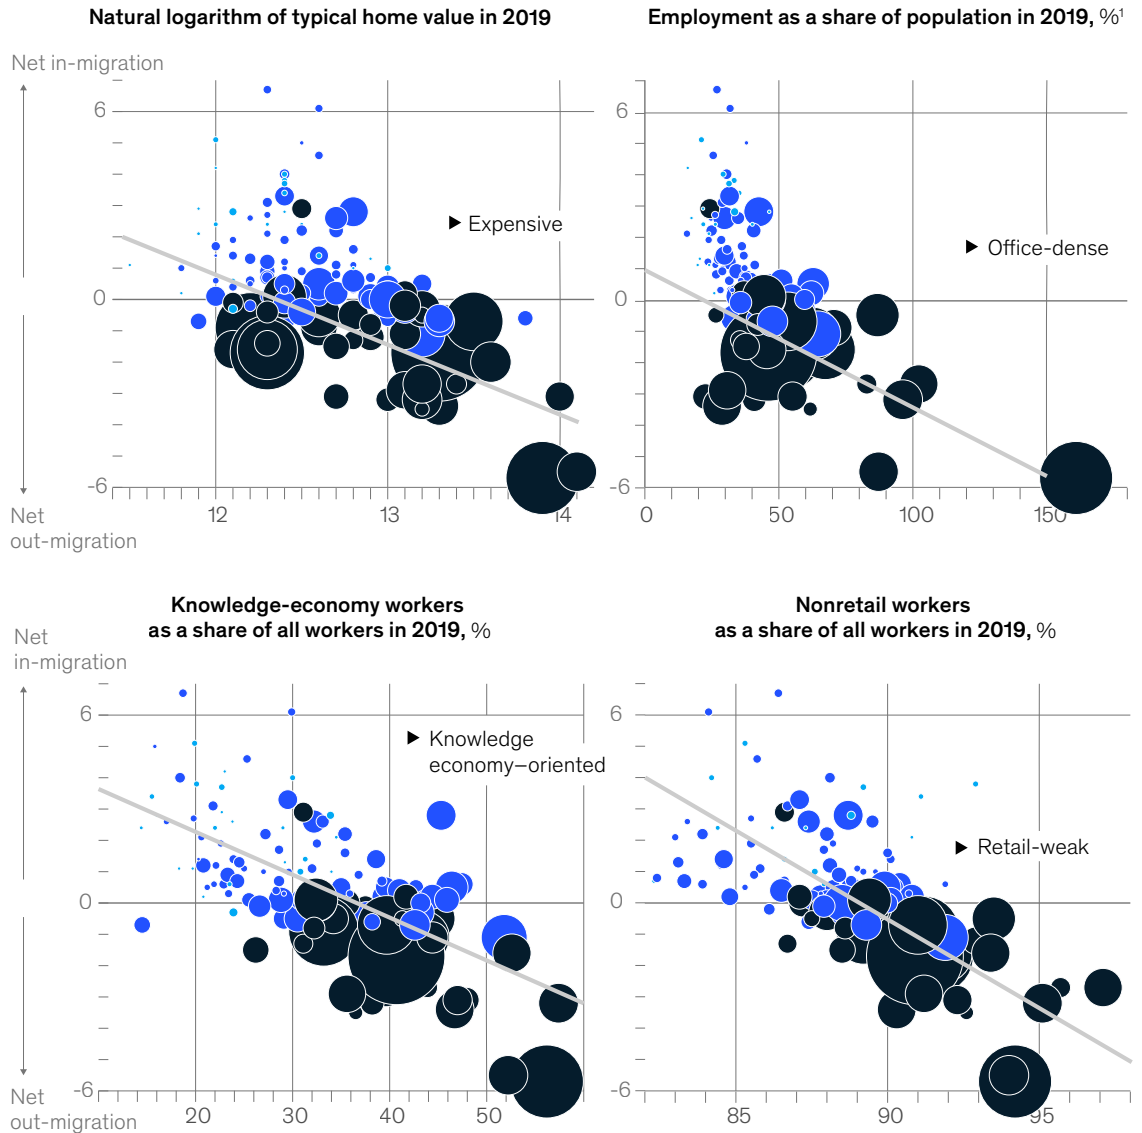 Natural logarithm of typical home value in 2019
Employment as a share of population in 2019, %¹
Net in-migration
6
6
▶ Expensive
▶ Office-dense
0
0
-6
-6
Net
out-migration
12
13
14
0
50
100
150
Knowledge-economy workers
as a share of all workers in 2019, %
Nonretail workers
as a share of all workers in 2019, %
Net
in-migration
6
6
▶ Knowledge
economy–oriented
▶ Retail-weak
0
0
-6
-6
Net
out-migration
20
30
40
50
85
90
95